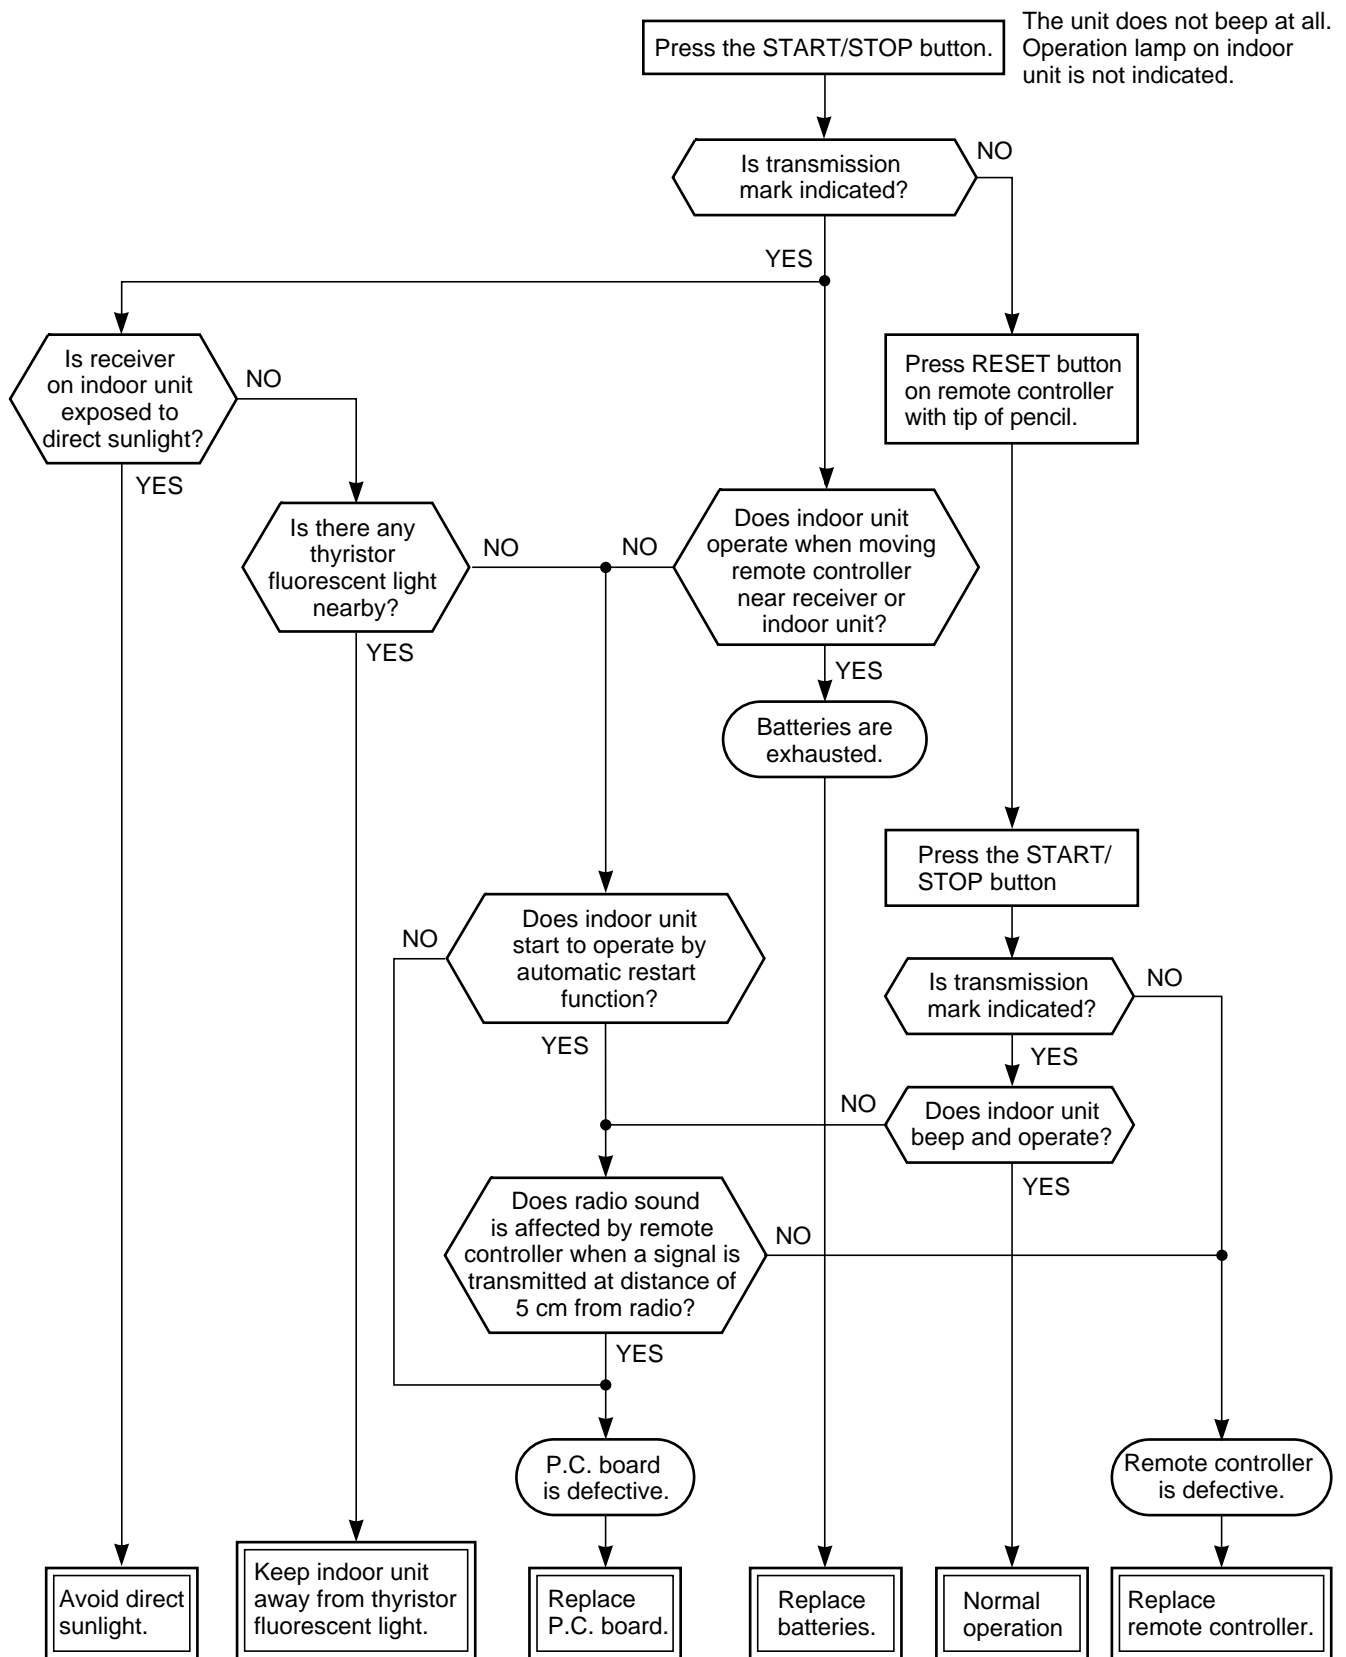 Press the START/STOP button.
The unit does not beep at all.
Operation lamp on indoor
unit is not indicated.
Is transmission
mark indicated?
NO
YES
Is receiver
on indoor unit
exposed to
direct sunlight?
NO
YES
Press RESET button
on remote controller
with tip of pencil.
Is there any
thyristor
fluorescent light
nearby?
NO
YES
NO
Does indoor unit
operate when moving
remote controller
near receiver or
indoor unit?
YES
Batteries are
exhausted.
Press the START/
STOP button
NO
Does indoor unit
start to operate by
automatic restart
function?
YES
Is transmission
mark indicated?
NO
YES
NO
Does indoor unit
beep and operate?
YES
Does radio sound
is affected by remote
controller when a signal is
transmitted at distance of
5 cm from radio?
NO
YES
P.C. board
is defective.
Remote controller
is defective.
Avoid direct
sunlight.
Keep indoor unit
away from thyristor
fluorescent light.
Replace
P.C. board.
Replace
batteries.
Normal
operation
Replace
remote controller.